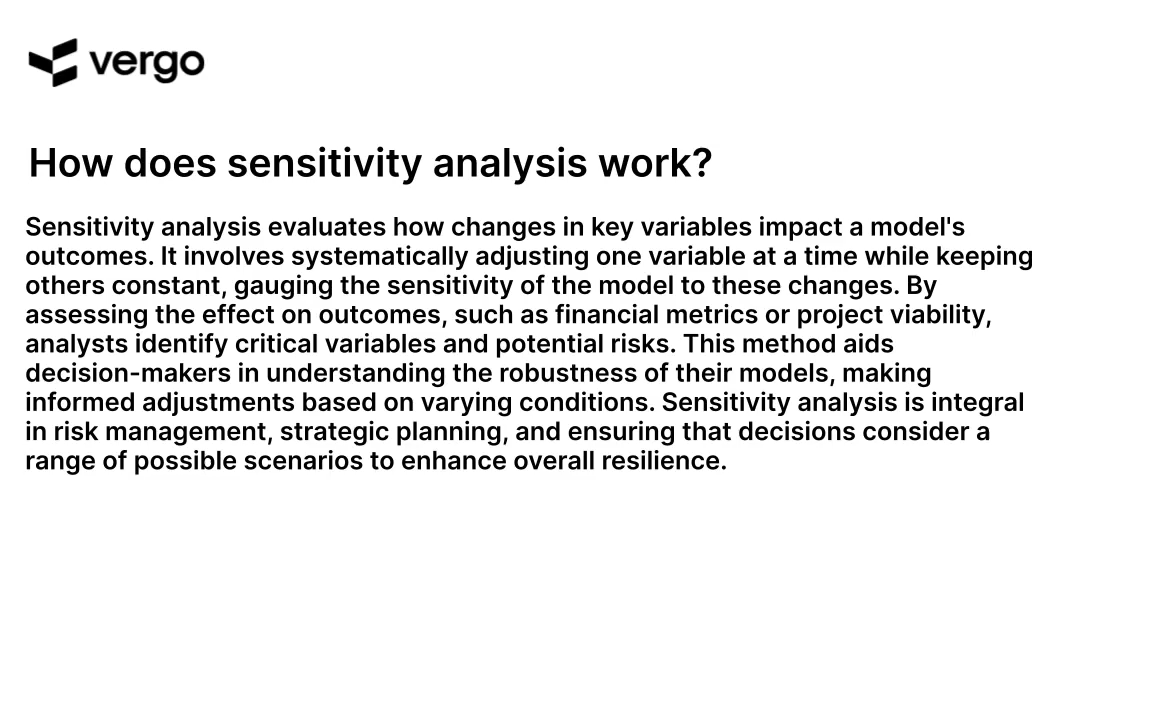 vergo
How does sensitivity analysis work?
Sensitivity analysis evaluates how changes in key variables impact a model's
outcomes. It involves systematically adjusting one variable at a time while keeping
others constant, gauging the sensitivity of the model to these changes. By
assessing the effect on outcomes, such as financial metrics or project viability,
analysts identify critical variables and potential risks. This method aids
decision-makers in understanding the robustness of their models, making
informed adjustments based on varying conditions. Sensitivity analysis is integral
in risk management, strategic planning, and ensuring that decisions consider a
range of possible scenarios to enhance overall resilience.